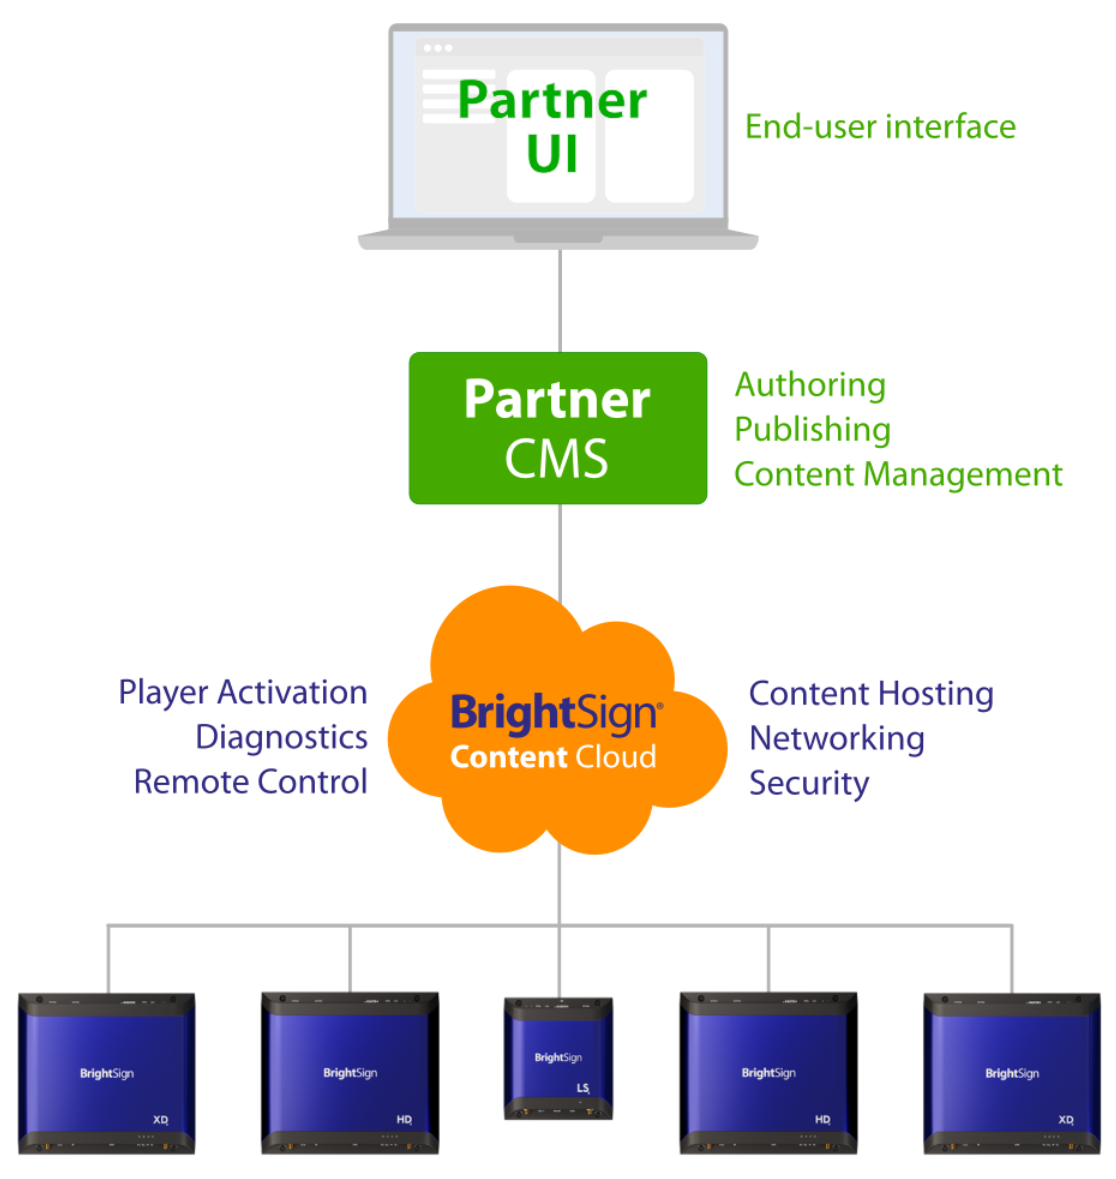 Partner
UI
End-user interface
Partner
CMS
Authoring
Publishing
Content Management
Player Activation
Diagnostics
Remote Control
BrightSign®
Content Cloud
Content Hosting
Networking
Security
BrightSign
XD
BrightSign
HD
BrightSign
LS
BrightSign
HD
BrightSign
XD